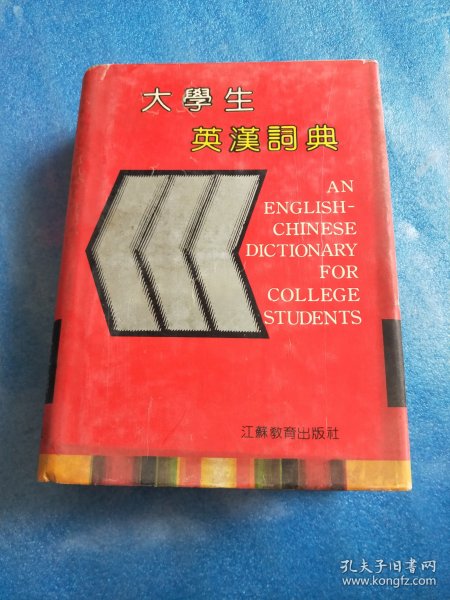 大學生
英漢詞典
AN
ENGLISH-
CHINESE
DICTIONARY
FOR
COLLEGE
STUDENTS
江蘇教育出版社
孔夫子旧书网
www.kongfz.com